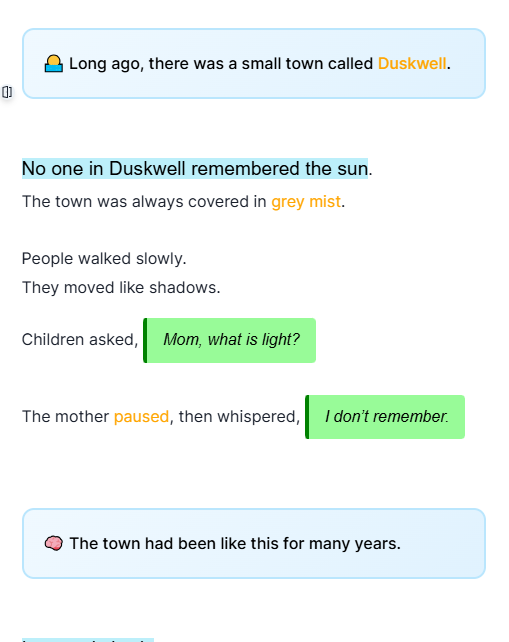 Long ago, there was a small town called Duskwell.
No one in Duskwell remembered the sun.
The town was always covered in grey mist.
People walked slowly.
They moved like shadows.
Children asked, Mom, what is light?
The mother paused, then whispered, I don’t remember.
The town had been like this for many years.